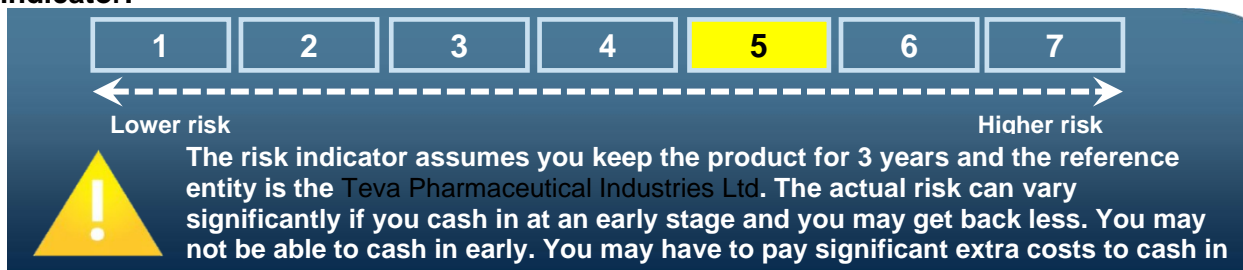 Indicator:
1 2 3 4 5 6 7
Lower risk Higher risk
The risk indicator assumes you keep the product for 3 years and the reference
entity is the Teva Pharmaceutical Industries Ltd. The actual risk can vary
significantly if you cash in at an early stage and you may get back less. You may
not be able to cash in early. You may have to pay significant extra costs to cash in